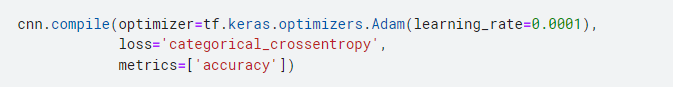 cnn.compile(optimizer=tf.keras.optimizers.Adam(learning_rate=0.0001),
            loss='categorical_crossentropy',
            metrics=['accuracy'])